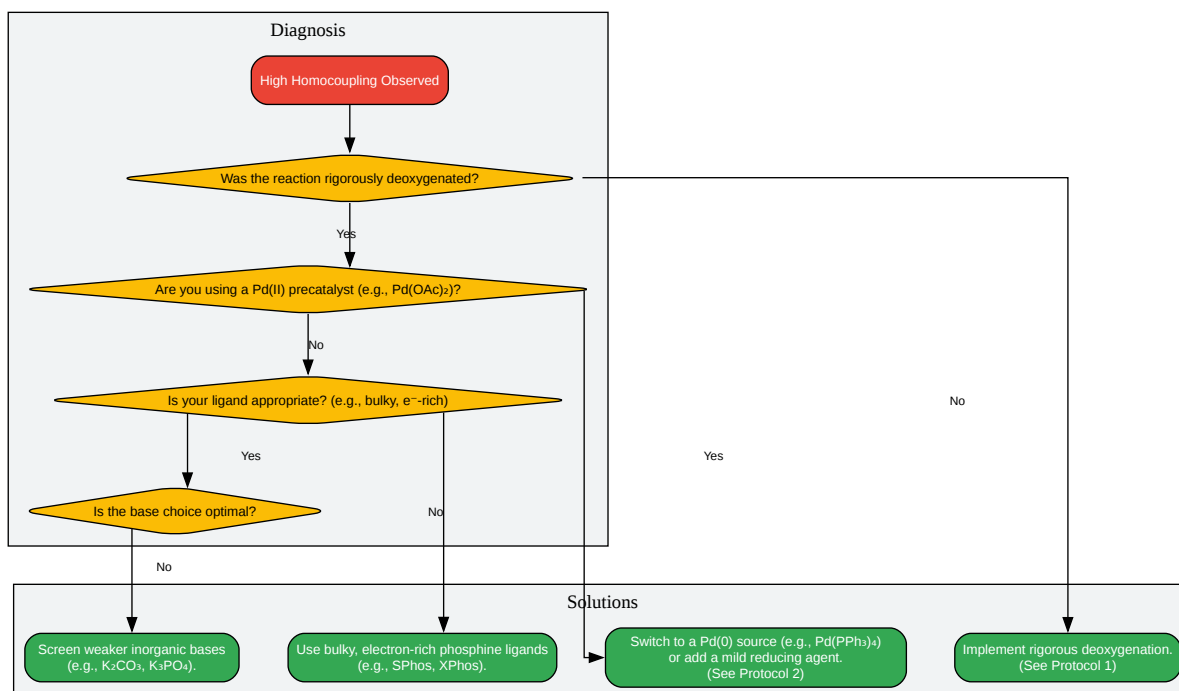 Diagnosis
High Homocoupling Observed
Was the reaction rigorously deoxygenated?
Yes
Are you using a Pd(II) precatalyst (e.g., Pd(OAc)₂)?
No
Is your ligand appropriate? (e.g., bulky, e⁻-rich)
No
Yes
Yes
Is the base choice optimal?
No
No
Solutions
Screen weaker inorganic bases
(e.g., K₂CO₃, K₃PO₄).
Use bulky, electron-rich phosphine ligands
(e.g., SPhos, XPhos).
Switch to a Pd(0) source (e.g., Pd(PPh₃)₄)
or add a mild reducing agent.
(See Protocol 2)
Implement rigorous deoxygenation.
(See Protocol 1)